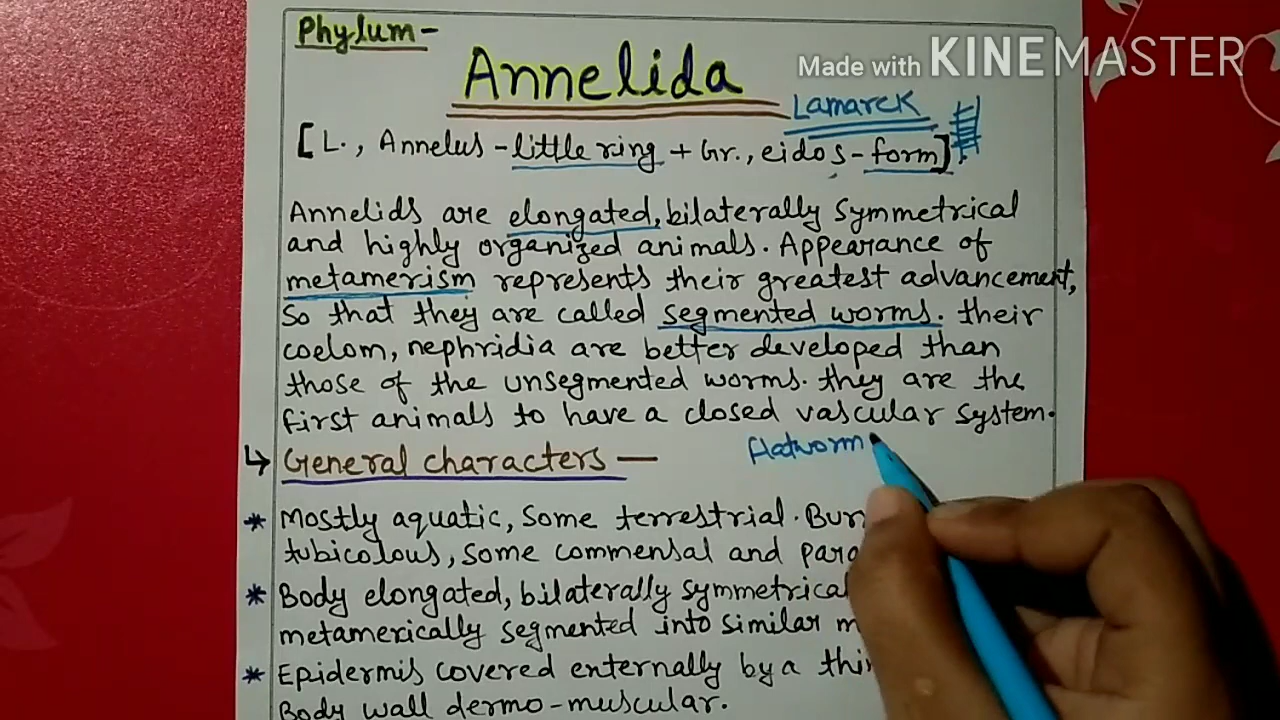 Phylum-
Made with KINEMASTER
Annelida
Lamarck
[L., Annelus - little ring + Gr., eidos - form]
Annelids are elongated, bilaterally symmetrical
and highly organized animals. Appearance of
metamerism represents their greatest advancement,
so that they are called segmented worms. their
coelom, nephridia are better developed than
those of the unsegmented worms. they are the
first animals to have a closed vascular system.
flatworm
↳ General characters —
* Mostly aquatic, some terrestrial.
tubicolous, some commensal and
* Body elongated, bilaterally symmetrical
metamerically segmented into similar
* Epidermis covered enternally by a
Body wall dermo-muscular.